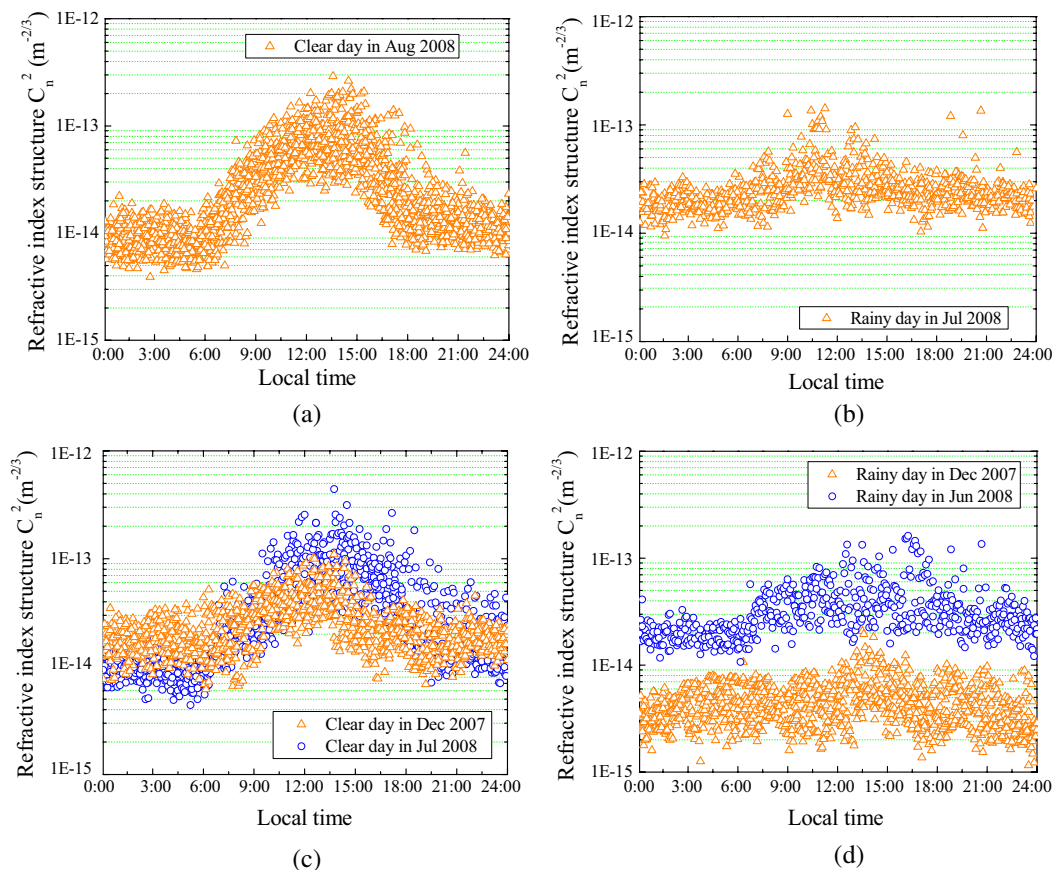 Refractive index structure C_n^2 (m^-2/3)
1E-12
1E-13
1E-14
1E-15
Clear day in Aug 2008
0:00 3:00 6:00 9:00 12:00 15:00 18:00 21:00 24:00
Local time
(a)
Refractive index structure C_n^2 (m^-2/3)
1E-12
1E-13
1E-14
1E-15
Rainy day in Jul 2008
0:00 3:00 6:00 9:00 12:00 15:00 18:00 21:00 24:00
Local time
(b)
Refractive index structure C_n^2 (m^-2/3)
1E-12
1E-13
1E-14
1E-15
Clear day in Dec 2007
Clear day in Jul 2008
0:00 3:00 6:00 9:00 12:00 15:00 18:00 21:00 24:00
Local time
(c)
Refractive index structure C_n^2 (m^-2/3)
1E-12
1E-13
1E-14
1E-15
Rainy day in Dec 2007
Rainy day in Jun 2008
0:00 3:00 6:00 9:00 12:00 15:00 18:00 21:00 24:00
Local time
(d)